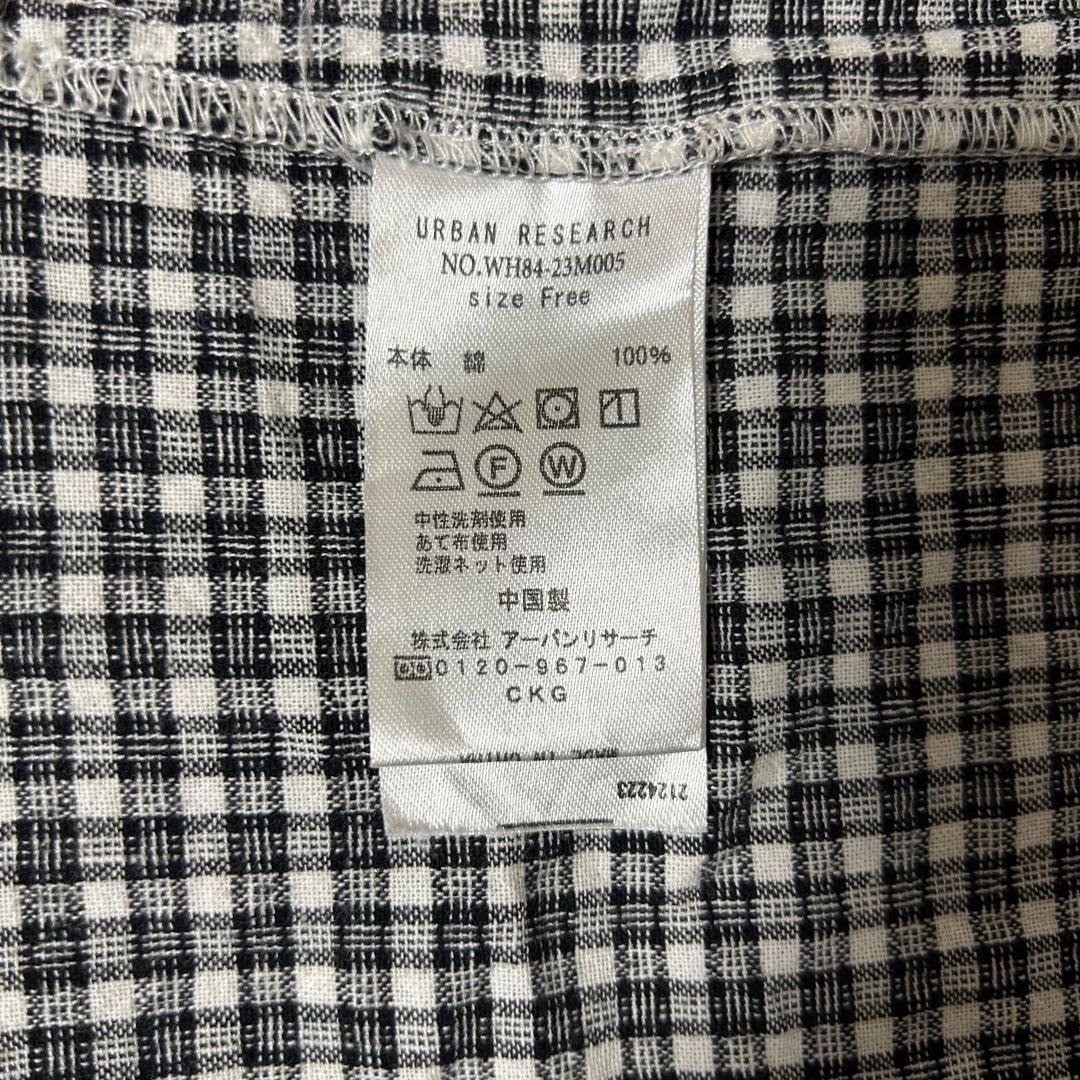 URBAN RESEARCH
NO.WH84-23M005
size Free
本体 綿 100%
F W
中性洗剤使用
あて布使用
洗濯ネット使用
中国製
株式会社 アーバンリサーチ
0120-967-013
CKG
MADE IN
2124223